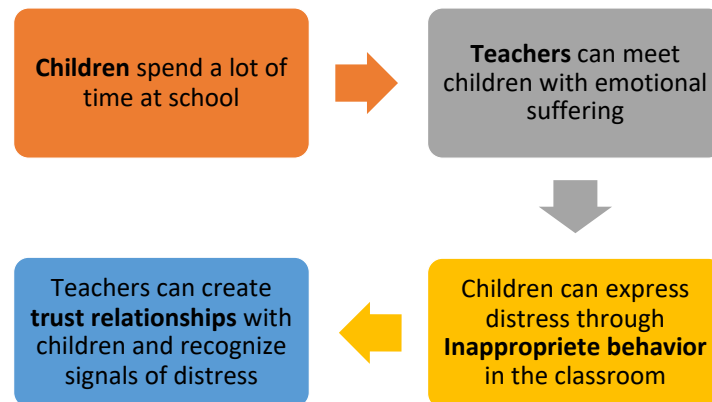 Children spend a lot of
time at school
Teachers can meet
children with emotional
suffering
Children can express
distress through
Inappropriete behavior
in the classroom
Teachers can create
trust relationships with
children and recognize
signals of distress